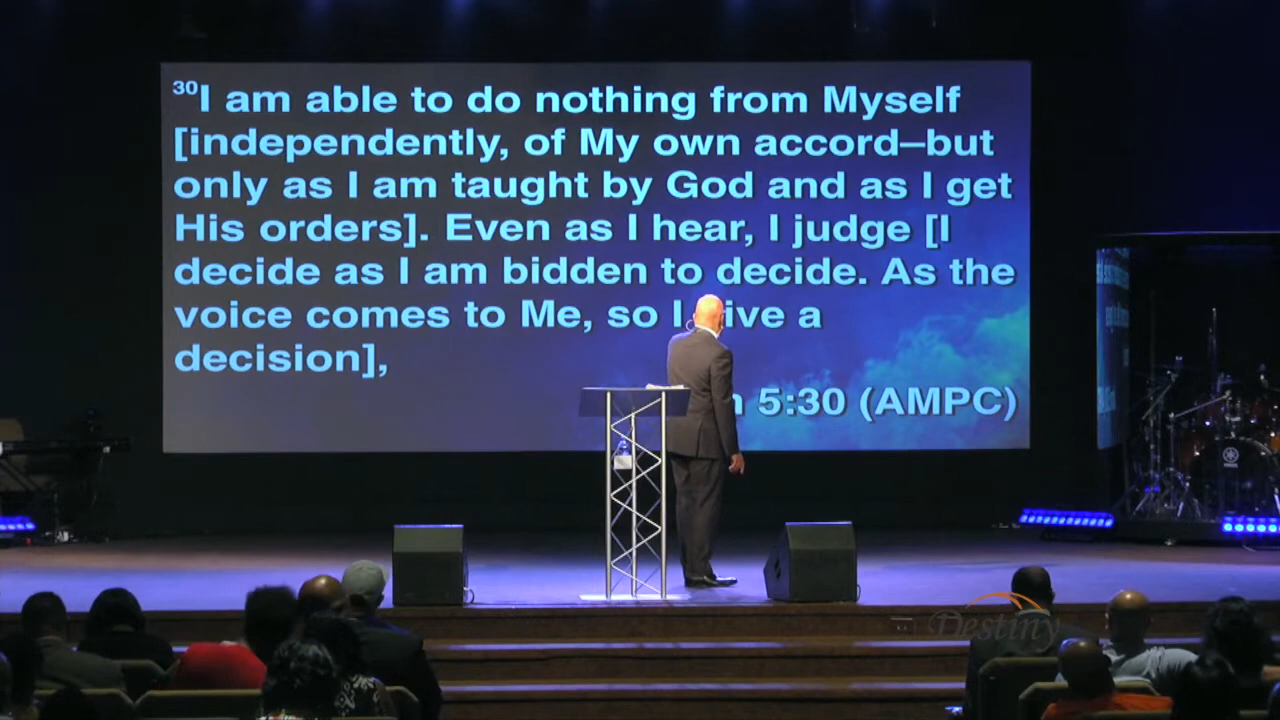 30I am able to do nothing from Myself
[independently, of My own accord–but
only as I am taught by God and as I get
His orders]. Even as I hear, I judge [I
decide as I am bidden to decide. As the
voice comes to Me, so I ive a
decision],
n 5:30 (AMPC)
Destiny